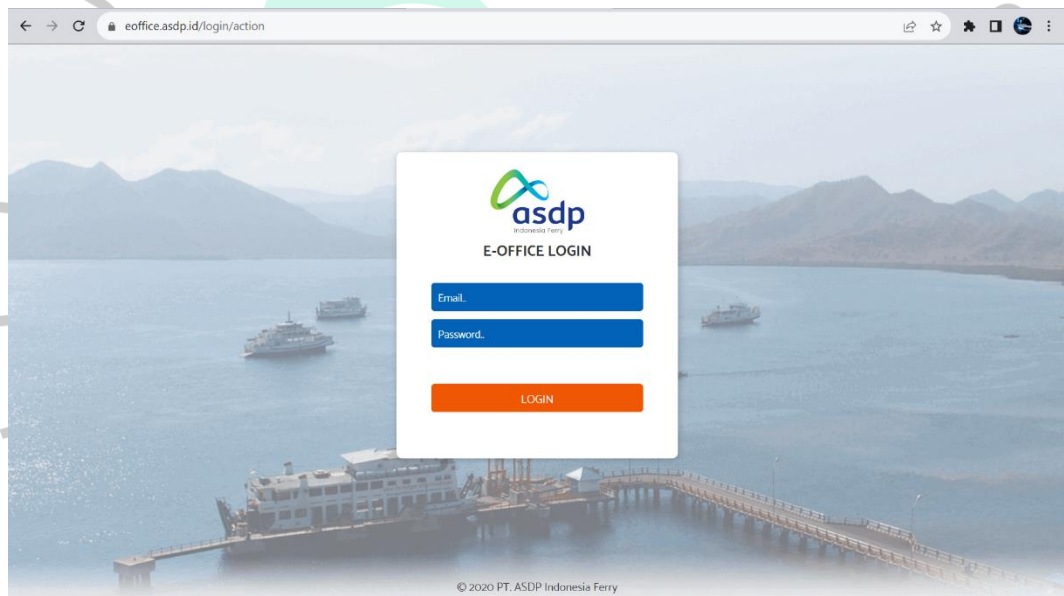 eoffice.asdp.id/login/action
asdp
Indonesia Ferry
E-OFFICE LOGIN
Email..
Password..
LOGIN
© 2020 PT. ASDP Indonesia Ferry